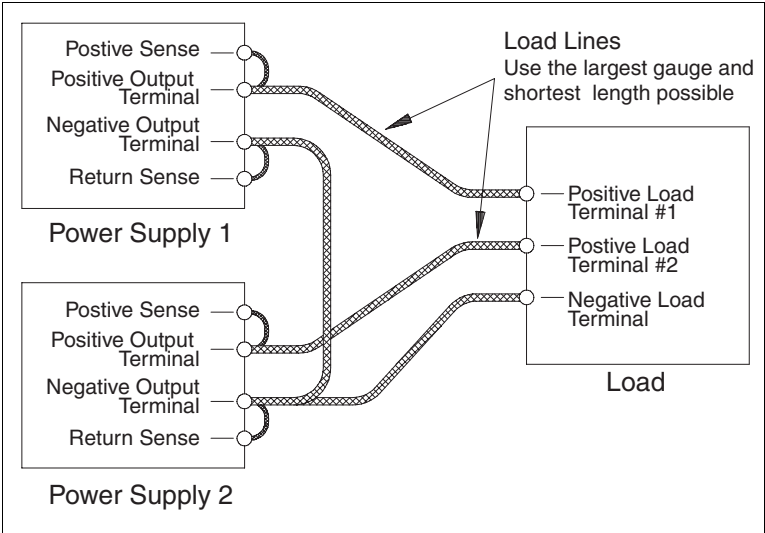 Postive Sense
Positive Output
Terminal
Negative Output
Terminal
Return Sense
Power Supply 1
Load Lines
Use the largest gauge and
shortest length possible
Positive Load
Terminal #1
Postive Load
Terminal #2
Negative Load
Terminal
Load
Postive Sense
Positive Output
Terminal
Negative Output
Terminal
Return Sense
Power Supply 2